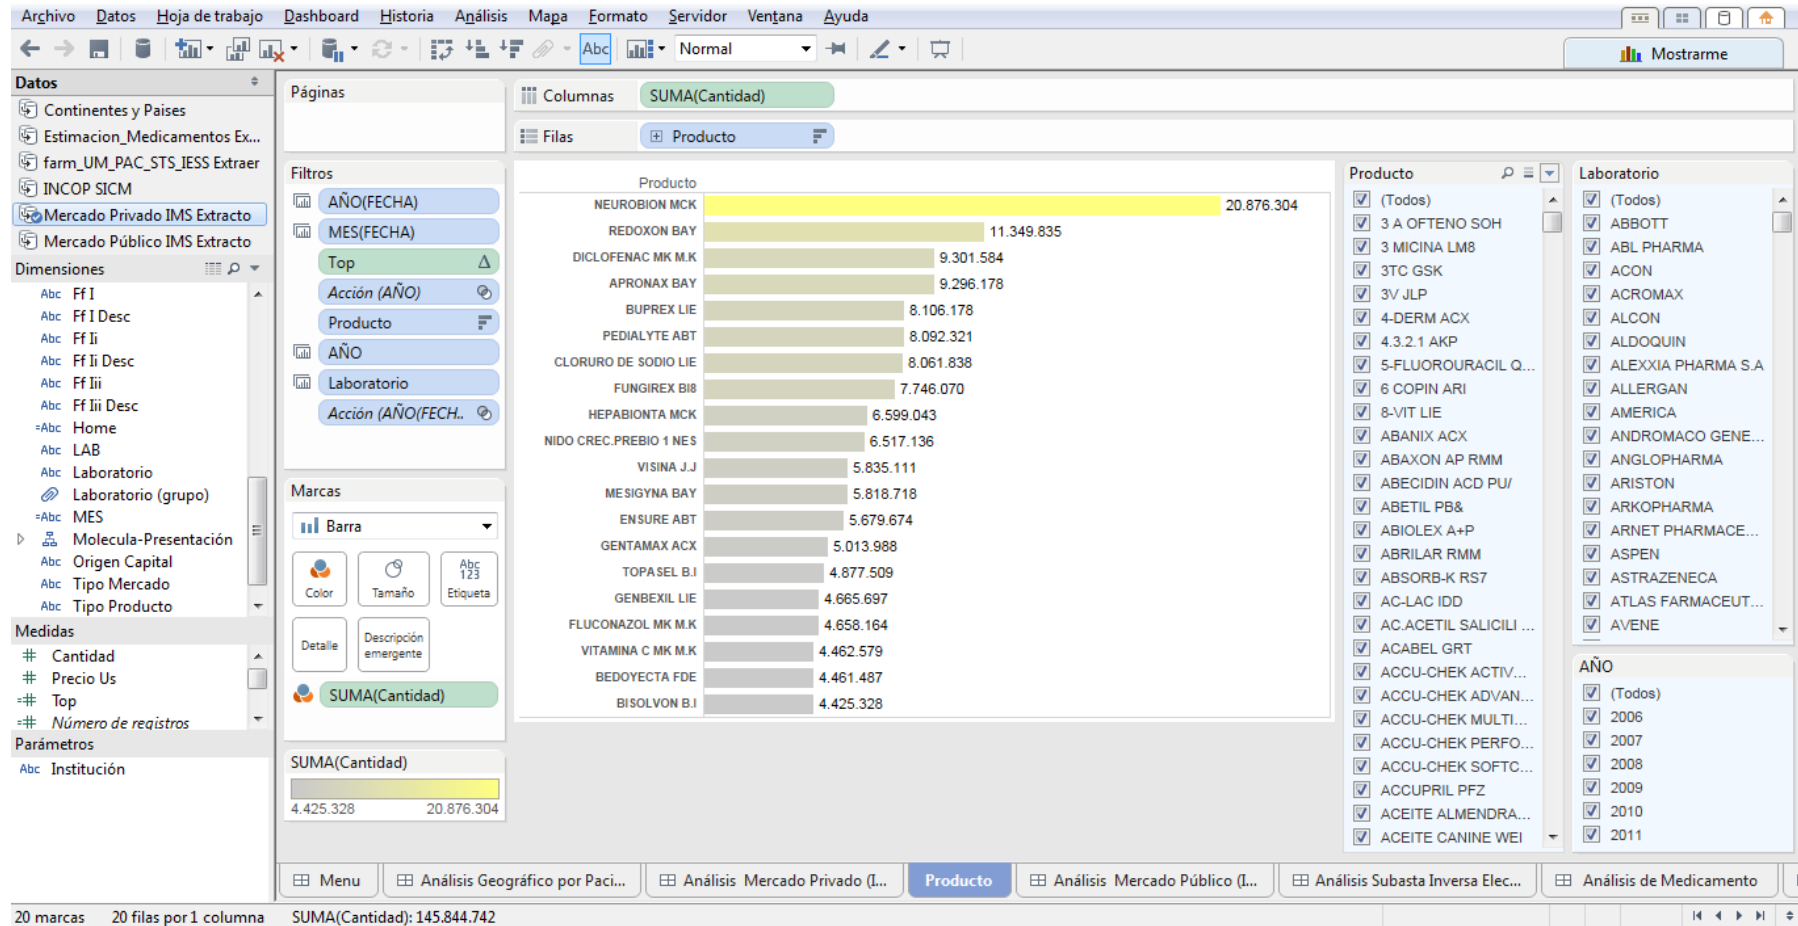 Archivo Datos Hoja de trabajo Dashboard Historia Análisis Mapa Formato Servidor Ventana Ayuda
Abc Normal Mostrarme
Datos
Continentes y Paises
Estimacion_Medicamentos Ex...
farm_UM_PAC_STS_IESS Extraer
INCOP SICM
Mercado Privado IMS Extracto
Mercado Público IMS Extracto
Dimensiones
Abc Ff I
Abc Ff I Desc
Abc Ff Ii
Abc Ff Ii Desc
Abc Ff Iii
Abc Ff Iii Desc
=Abc Home
Abc LAB
Abc Laboratorio
Laboratorio (grupo)
=Abc MES
Molecula-Presentación
Abc Origen Capital
Abc Tipo Mercado
Abc Tipo Producto
Medidas
# Cantidad
# Precio Us
=# Top
=# Número de registros
Parámetros
Abc Institución
Páginas
Filtros
AÑO(FECHA)
MES(FECHA)
Top Δ
Acción (AÑO)
Producto
AÑO
Laboratorio
Acción (AÑO(FECH..
Marcas
Barra
Color
Tamaño
Abc
123
Etiqueta
Detalle
Descripción
emergente
SUMA(Cantidad)
SUMA(Cantidad)
4.425.328 20.876.304
Columnas SUMA(Cantidad)
Filas Producto
Producto
NEUROBION MCK 20.876.304
REDOXON BAY 11.349.835
DICLOFENAC MK M.K 9.301.584
APRONAX BAY 9.296.178
BUPREX LIE 8.106.178
PEDIALYTE ABT 8.092.321
CLORURO DE SODIO LIE 8.061.838
FUNGIREX BI8 7.746.070
HEPABIONTA MCK 6.599.043
NIDO CREC.PREBIO 1 NES 6.517.136
VISINA J.J 5.835.111
MESIGYNA BAY 5.818.718
ENSURE ABT 5.679.674
GENTAMAX ACX 5.013.988
TOPASEL B.I 4.877.509
GENBEXIL LIE 4.665.697
FLUCONAZOL MK M.K 4.658.164
VITAMINA C MK M.K 4.462.579
BEDOYECTA FDE 4.461.487
BISOLVON B.I 4.425.328
Producto
(Todos)
3 A OFTENO SOH
3 MICINA LM8
3TC GSK
3V JLP
4-DERM ACX
4.3.2.1 AKP
5-FLUOROURACIL Q...
6 COPIN ARI
8-VIT LIE
ABANIX ACX
ABAXON AP RMM
ABECIDIN ACD PU/
ABETIL PB&
ABIOLEX A+P
ABRILAR RMM
ABSORB-K RS7
AC-LAC IDD
AC.ACETIL SALICILI ...
ACABEL GRT
ACCU-CHEK ACTIV...
ACCU-CHEK ADVAN...
ACCU-CHEK MULTI...
ACCU-CHEK PERFO...
ACCU-CHEK SOFTC...
ACCUPRIL PFZ
ACEITE ALMENDRA...
ACEITE CANINE WEI
Laboratorio
(Todos)
ABBOTT
ABL PHARMA
ACON
ACROMAX
ALCON
ALDOQUIN
ALEXXIA PHARMA S.A
ALLERGAN
AMERICA
ANDROMACO GENE...
ANGLOPHARMA
ARISTON
ARKOPHARMA
ARNET PHARMACE...
ASPEN
ASTRAZENECA
ATLAS FARMACEUT...
AVENE
AÑO
(Todos)
2006
2007
2008
2009
2010
2011
Menu Análisis Geográfico por Paci... Análisis Mercado Privado (I... Producto Análisis Mercado Público (I... Análisis Subasta Inversa Elec... Análisis de Medicamento
20 marcas 20 filas por 1 columna SUMA(Cantidad): 145.844.742